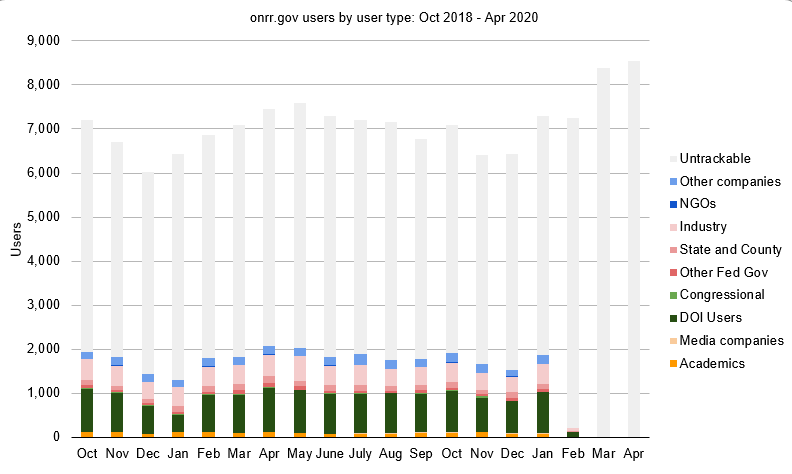 onrr.gov users by user type: Oct 2018 - Apr 2020
9,000
8,000
7,000
6,000
5,000
4,000
3,000
2,000
1,000
0
Users
Oct Nov Dec Jan Feb Mar Apr May June July Aug Sep Oct Nov Dec Jan Feb Mar Apr
Untrackable
Other companies
NGOs
Industry
State and County
Other Fed Gov
Congressional
DOI Users
Media companies
Academics